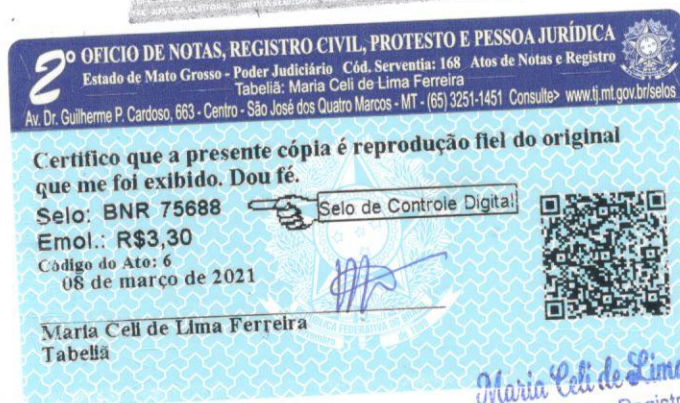 2º OFICIO DE NOTAS, REGISTRO CIVIL, PROTESTO E PESSOA JURÍDICA
Estado de Mato Grosso - Poder Judiciário Cód. Serventia: 168 Atos de Notas e Registro
Tabeliã: Maria Celi de Lima Ferreira
Av. Dr. Guilherme P. Cardoso, 663 - Centro - São José dos Quatro Marcos - MT - (65) 3251-1451 Consulte> www.tj.mt.gov.br/selos
Certifico que a presente cópia é reprodução fiel do original
que me foi exibido. Dou fé.
Selo: BNR 75688 Selo de Controle Digital
Emol.: R$3,30
Código do Ato: 6
08 de março de 2021
Maria Celi de Lima Ferreira
Tabeliã
Maria Celi de Lima